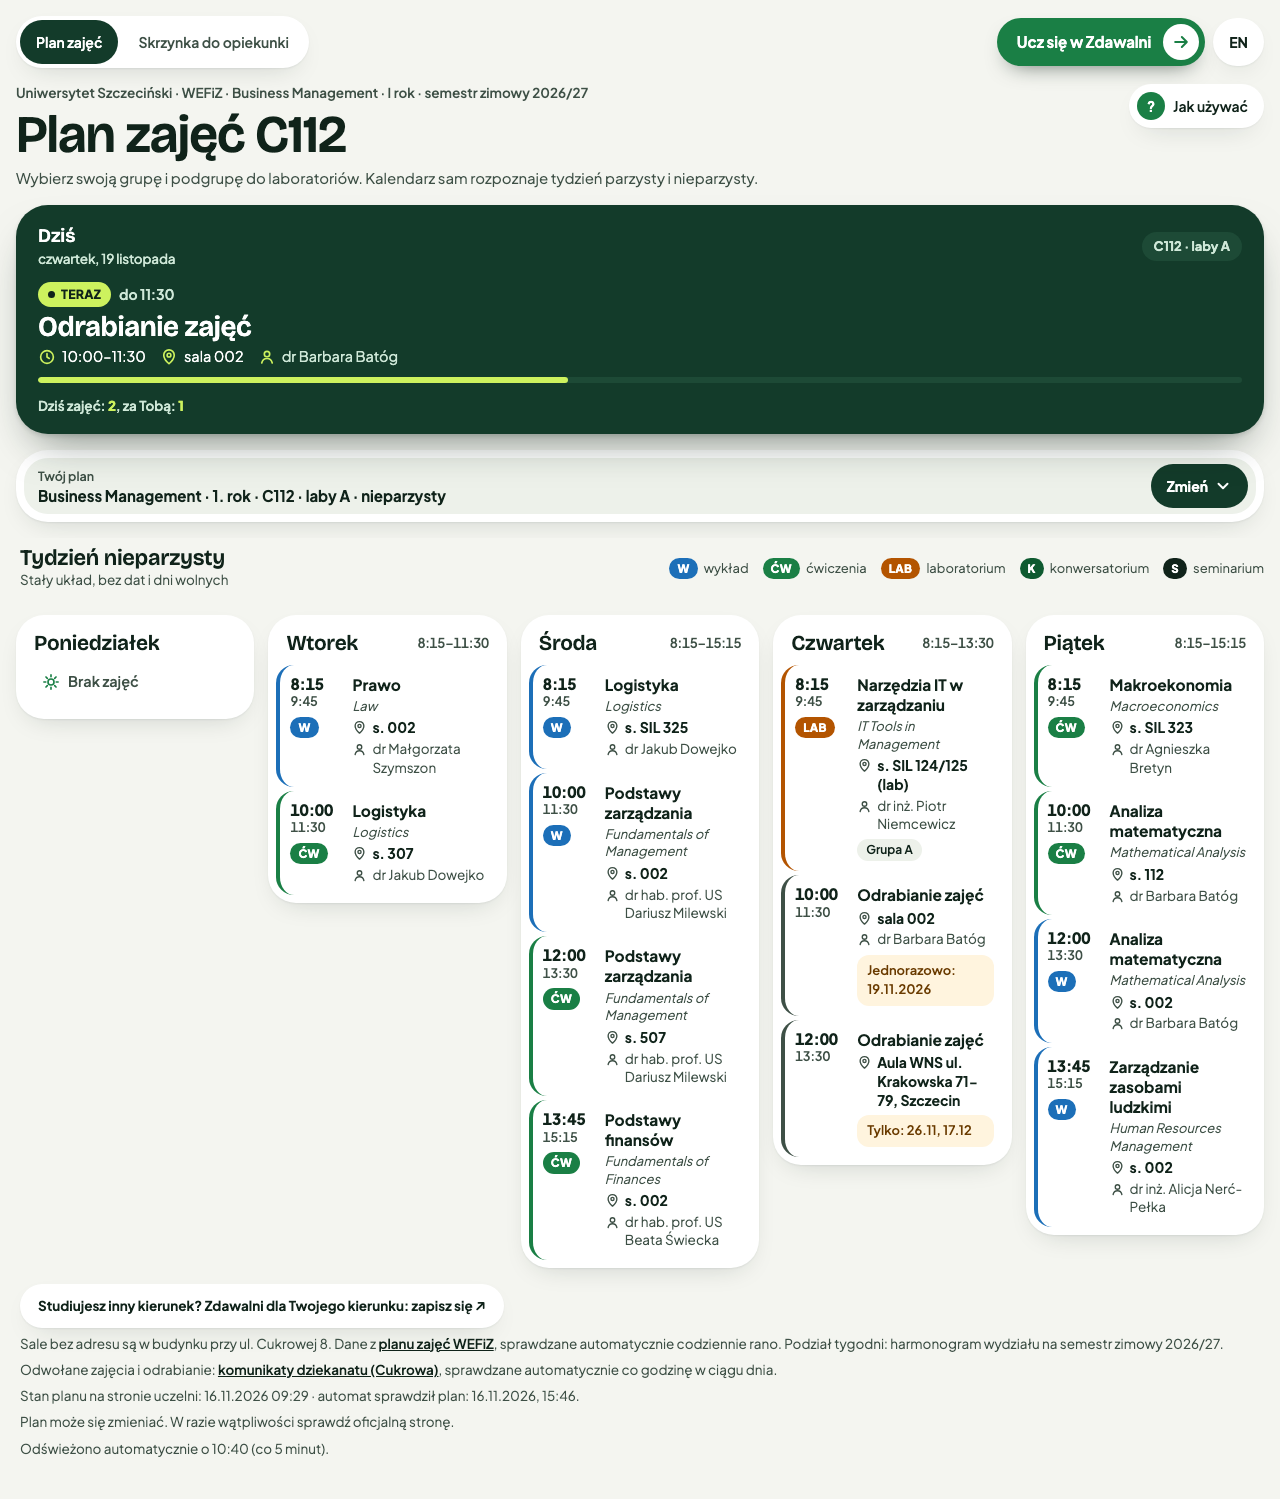 Plan zajęć
Skrzynka do opiekunki
Ucz się w Zdawalni
EN
Uniwersytet Szczeciński · WEFiZ · Business Management · I rok · semestr zimowy 2026/27
Plan zajęć C112
? Jak używać
Wybierz swoją grupę i podgrupę do laboratoriów. Kalendarz sam rozpoznaje tydzień parzysty i nieparzysty.
Dziś
czwartek, 19 listopada
C112 · laby A
TERAZ do 11:30
Odrabianie zajęć
10:00–11:30 sala 002 dr Barbara Batóg
Dziś zajęć: 2, za Tobą: 1
Twój plan
Business Management · 1. rok · C112 · laby A · nieparzysty
Zmień
Tydzień nieparzysty
Stały układ, bez dat i dni wolnych
W wykład ĆW ćwiczenia LAB laboratorium K konwersatorium S seminarium
Poniedziałek
Brak zajęć
Wtorek 8:15–11:30
8:15 Prawo
9:45 Law
W s. 002
dr Małgorzata
Szymszon
10:00 Logistyka
11:30 Logistics
ĆW s. 307
dr Jakub Dowejko
Środa 8:15–15:15
8:15 Logistyka
9:45 Logistics
W s. SIL 325
dr Jakub Dowejko
10:00 Podstawy
11:30 zarządzania
W Fundamentals of
Management
s. 002
dr hab. prof. US
Dariusz Milewski
12:00 Podstawy
13:30 zarządzania
ĆW Fundamentals of
Management
s. 507
dr hab. prof. US
Dariusz Milewski
13:45 Podstawy
15:15 finansów
ĆW Fundamentals of
Finances
s. 002
dr hab. prof. US
Beata Świecka
Czwartek 8:15–13:30
8:15 Narzędzia IT w
9:45 zarządzaniu
LAB IT Tools in
Management
s. SIL 124/125
(lab)
dr inż. Piotr
Niemcewicz
Grupa A
10:00 Odrabianie zajęć
11:30 sala 002
dr Barbara Batóg
Jednorazowo:
19.11.2026
12:00 Odrabianie zajęć
13:30 Aula WNS ul.
Krakowska 71–
79, Szczecin
Tylko: 26.11, 17.12
Piątek 8:15–15:15
8:15 Makroekonomia
9:45 Macroeconomics
ĆW s. SIL 323
dr Agnieszka
Bretyn
10:00 Analiza
11:30 matematyczna
ĆW Mathematical Analysis
s. 112
dr Barbara Batóg
12:00 Analiza
13:30 matematyczna
W Mathematical Analysis
s. 002
dr Barbara Batóg
13:45 Zarządzanie
15:15 zasobami
W ludzkimi
Human Resources
Management
s. 002
dr inż. Alicja Nerć-
Pełka
Studiujesz inny kierunek? Zdawalni dla Twojego kierunku: zapisz się ↗
Sale bez adresu są w budynku przy ul. Cukrowej 8. Dane z planu zajęć WEFiZ, sprawdzane automatycznie codziennie rano. Podział tygodni: harmonogram wydziału na semestr zimowy 2026/27.
Odwołane zajęcia i odrabianie: komunikaty dziekanatu (Cukrowa), sprawdzane automatycznie co godzinę w ciągu dnia.
Stan planu na stronie uczelni: 16.11.2026 09:29 · automat sprawdził plan: 16.11.2026, 15:46.
Plan może się zmieniać. W razie wątpliwości sprawdź oficjalną stronę.
Odświeżono automatycznie o 10:40 (co 5 minut).